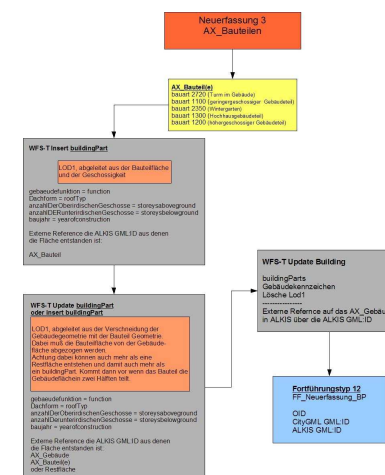 Neuerfassung 3
AX_Bauteilen
AX_Bauteil(e)
bauart 2720 (Turm im Gebäude)
bauart 1100 (geringergeschossiger Gebäudeteil)
bauart 2350 (Wintergarten)
bauart 1300 (Hochhausgebäudeteil)
bauart 1200 (höhergeschossiger Gebäudeteil)
WFS-T Insert buildingPart
LOD1, abgeleitet aus der Bauteilfläche
und der Geschossigkeit
gebaeudefunktion = function
Dachform = roofTyp
anzahlDerOberirdischenGeschosse = storeysaboveground
anzahlDERunterirdischenGeschosse = storeysbelowground
baujahr = yearofconstruction
Externe Reference die ALKIS GML:ID aus denen
die Fläche entstanden ist:
AX_Bauteil
WFS-T Update buildingPart
oder insert buildingPart
LOD1, abgeleitet aus der Verschneidung der
Gebäudegeometrie mit der Bauteil Geometrie.
Dabei muß die Bauteilfläche von der Gebäude-
fläche abgezogen werden.
Achtung dabei können auch mehr als eine
Restfläche entstehen und damit auch mehr als
ein buildingPart. Kommt dann vor wenn das Bauteil die
Gebäudeflächen zwei Hälften teilt.
gebaeudefunktion = function
Dachform = roofTyp
anzahlDerOberirdischenGeschosse = storeysaboveground
anzahlDerunterirdischenGeschosse = storeysbelowground
baujahr = yearofconstruction
Externe Reference die ALKIS GML:ID aus denen
die Fläche entstanden ist:
AX_Gebäude
AX_Bauteil(e)
oder Restfläche
WFS-T Update Building
buildingParts
Gebäudekennzeichen
Lösche Lod1
----------------
Externe Refernce auf das AX_Gebäu
in ALKIS über die ALKIS GML:ID
Fortführungstyp 12
FF_Neuerfassung_BP
OID
CityGML GML:ID
ALKIS GML:ID